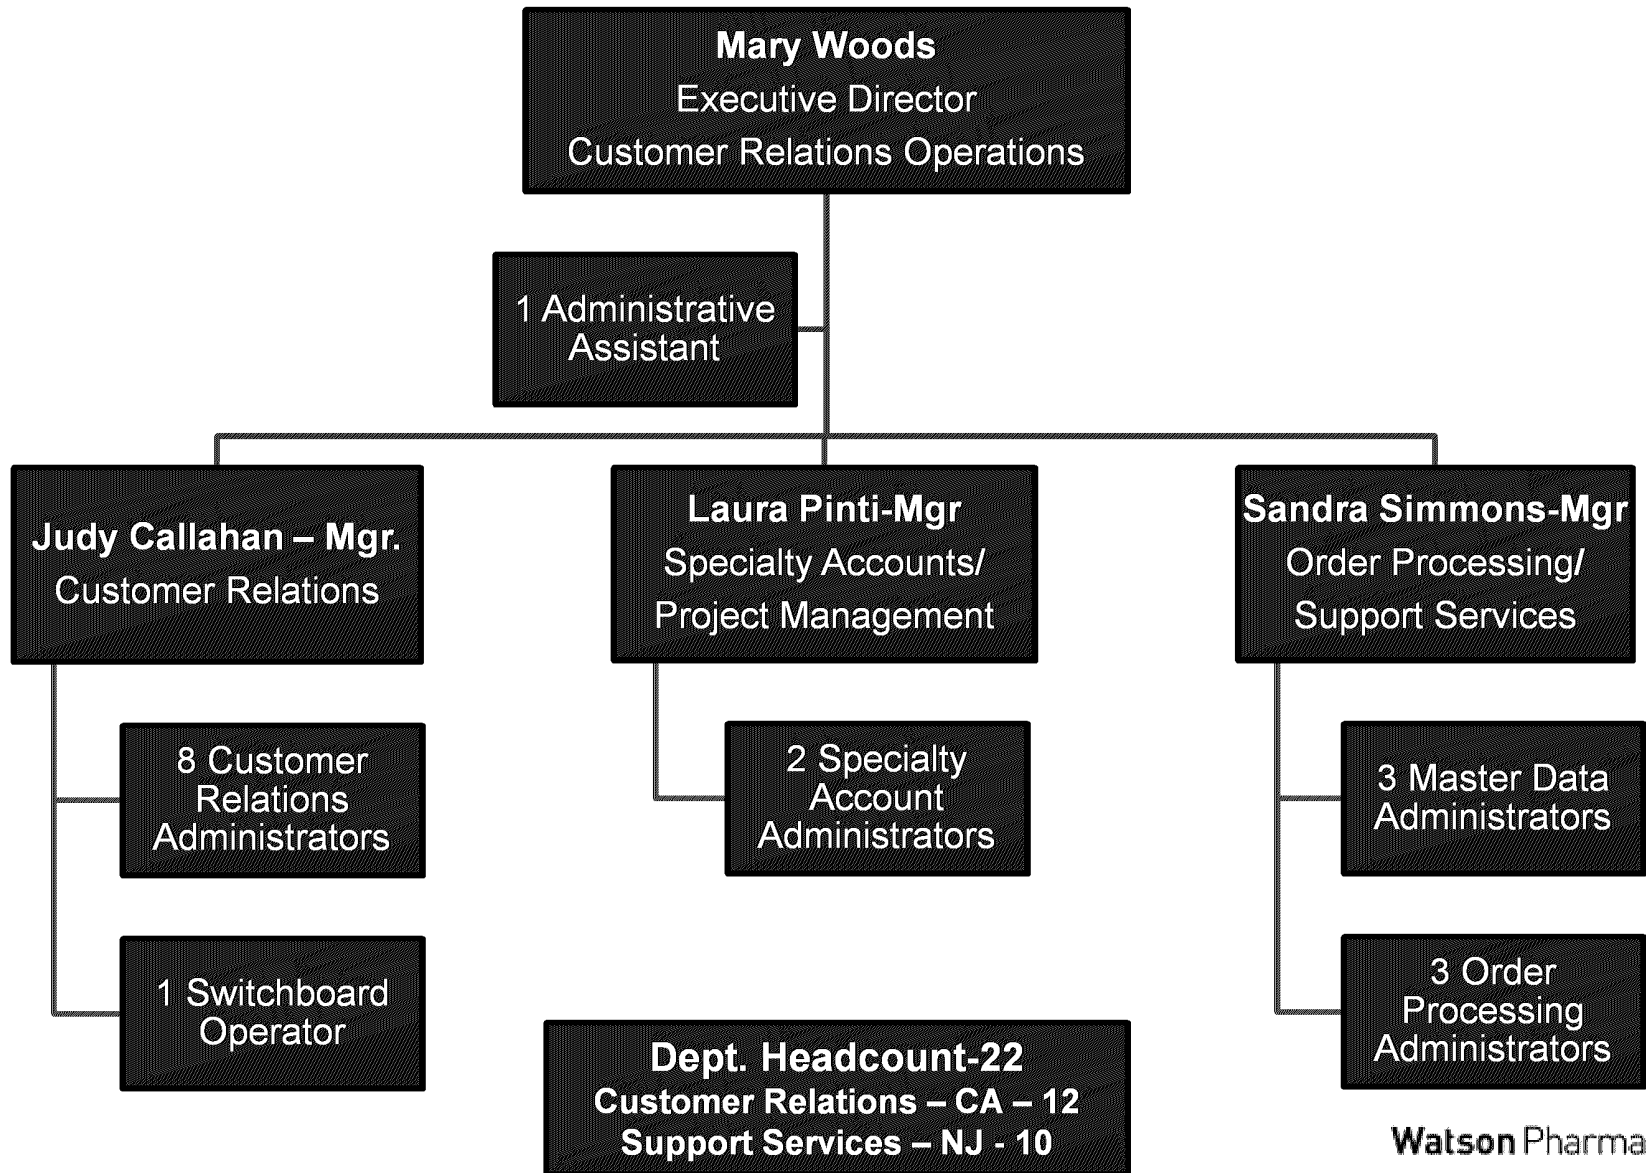 Mary Woods
Executive Director
Customer Relations Operations
1 Administrative
Assistant
Judy Callahan – Mgr.
Customer Relations
Laura Pinti-Mgr
Specialty Accounts/
Project Management
Sandra Simmons-Mgr
Order Processing/
Support Services
8 Customer
Relations
Administrators
2 Specialty
Account
Administrators
3 Master Data
Administrators
1 Switchboard
Operator
3 Order
Processing
Administrators
Dept. Headcount-22
Customer Relations – CA – 12
Support Services – NJ - 10
Watson Pharma